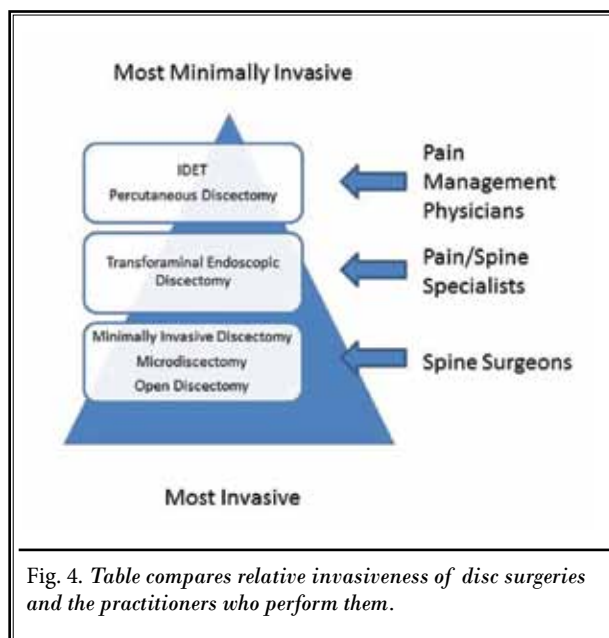 Most Minimally Invasive
IDET
Percutaneous Discectomy
Pain
Management
Physicians
Transforaminal Endoscopic
Discectomy
Pain/Spine
Specialists
Minimally Invasive Discectomy
Microdiscectomy
Open Discectomy
Spine Surgeons
Most Invasive
Fig. 4. Table compares relative invasiveness of disc surgeries
and the practitioners who perform them.